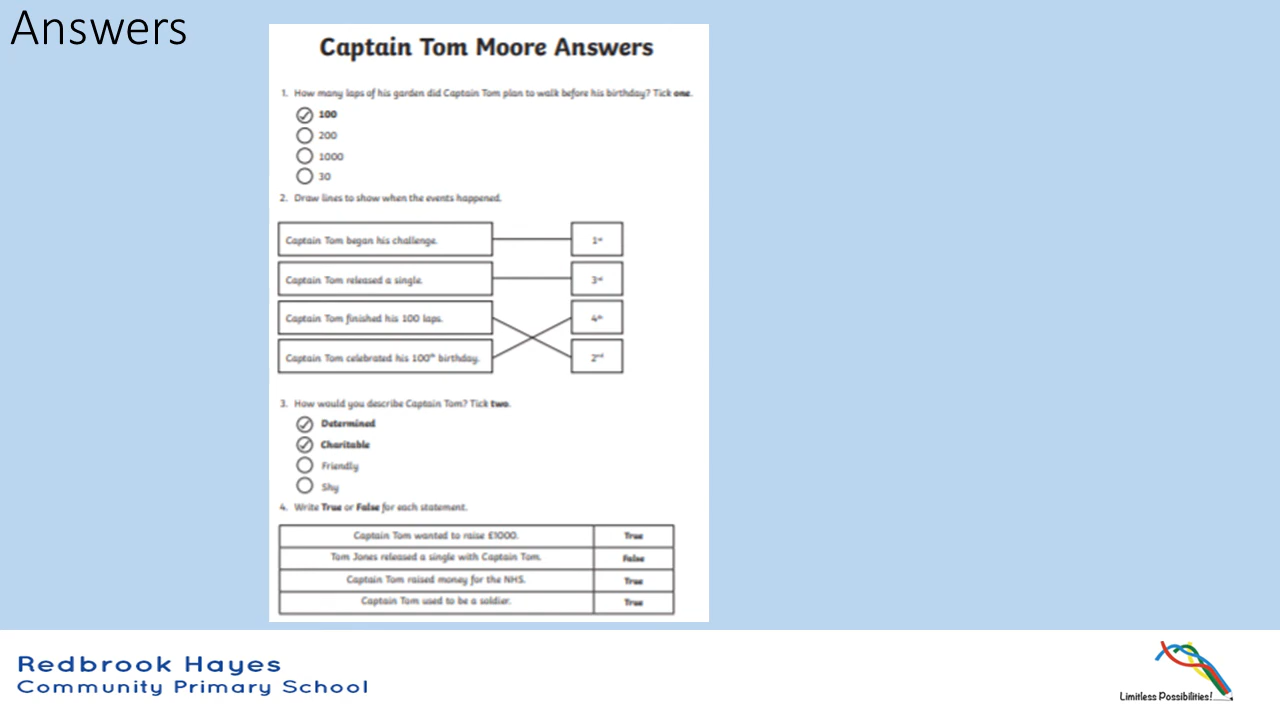 Answers
Captain Tom Moore Answers
1. How many laps of his garden did Captain Tom plan to walk before his birthday? Tick one.
100
200
1000
30
2. Draw lines to show when the events happened.
Captain Tom began his challenge. 1st
Captain Tom released a single. 3rd
Captain Tom finished his 100 laps. 4th
Captain Tom celebrated his 100th birthday. 2nd
3. How would you describe Captain Tom? Tick two.
Determined
Charitable
Friendly
Shy
4. Write True or False for each statement.
Captain Tom wanted to raise £1000. True
Tom Jones released a single with Captain Tom. False
Captain Tom raised money for the NHS. True
Captain Tom used to be a soldier. True
Redbrook Hayes
Community Primary School
Limitless Possibilities!